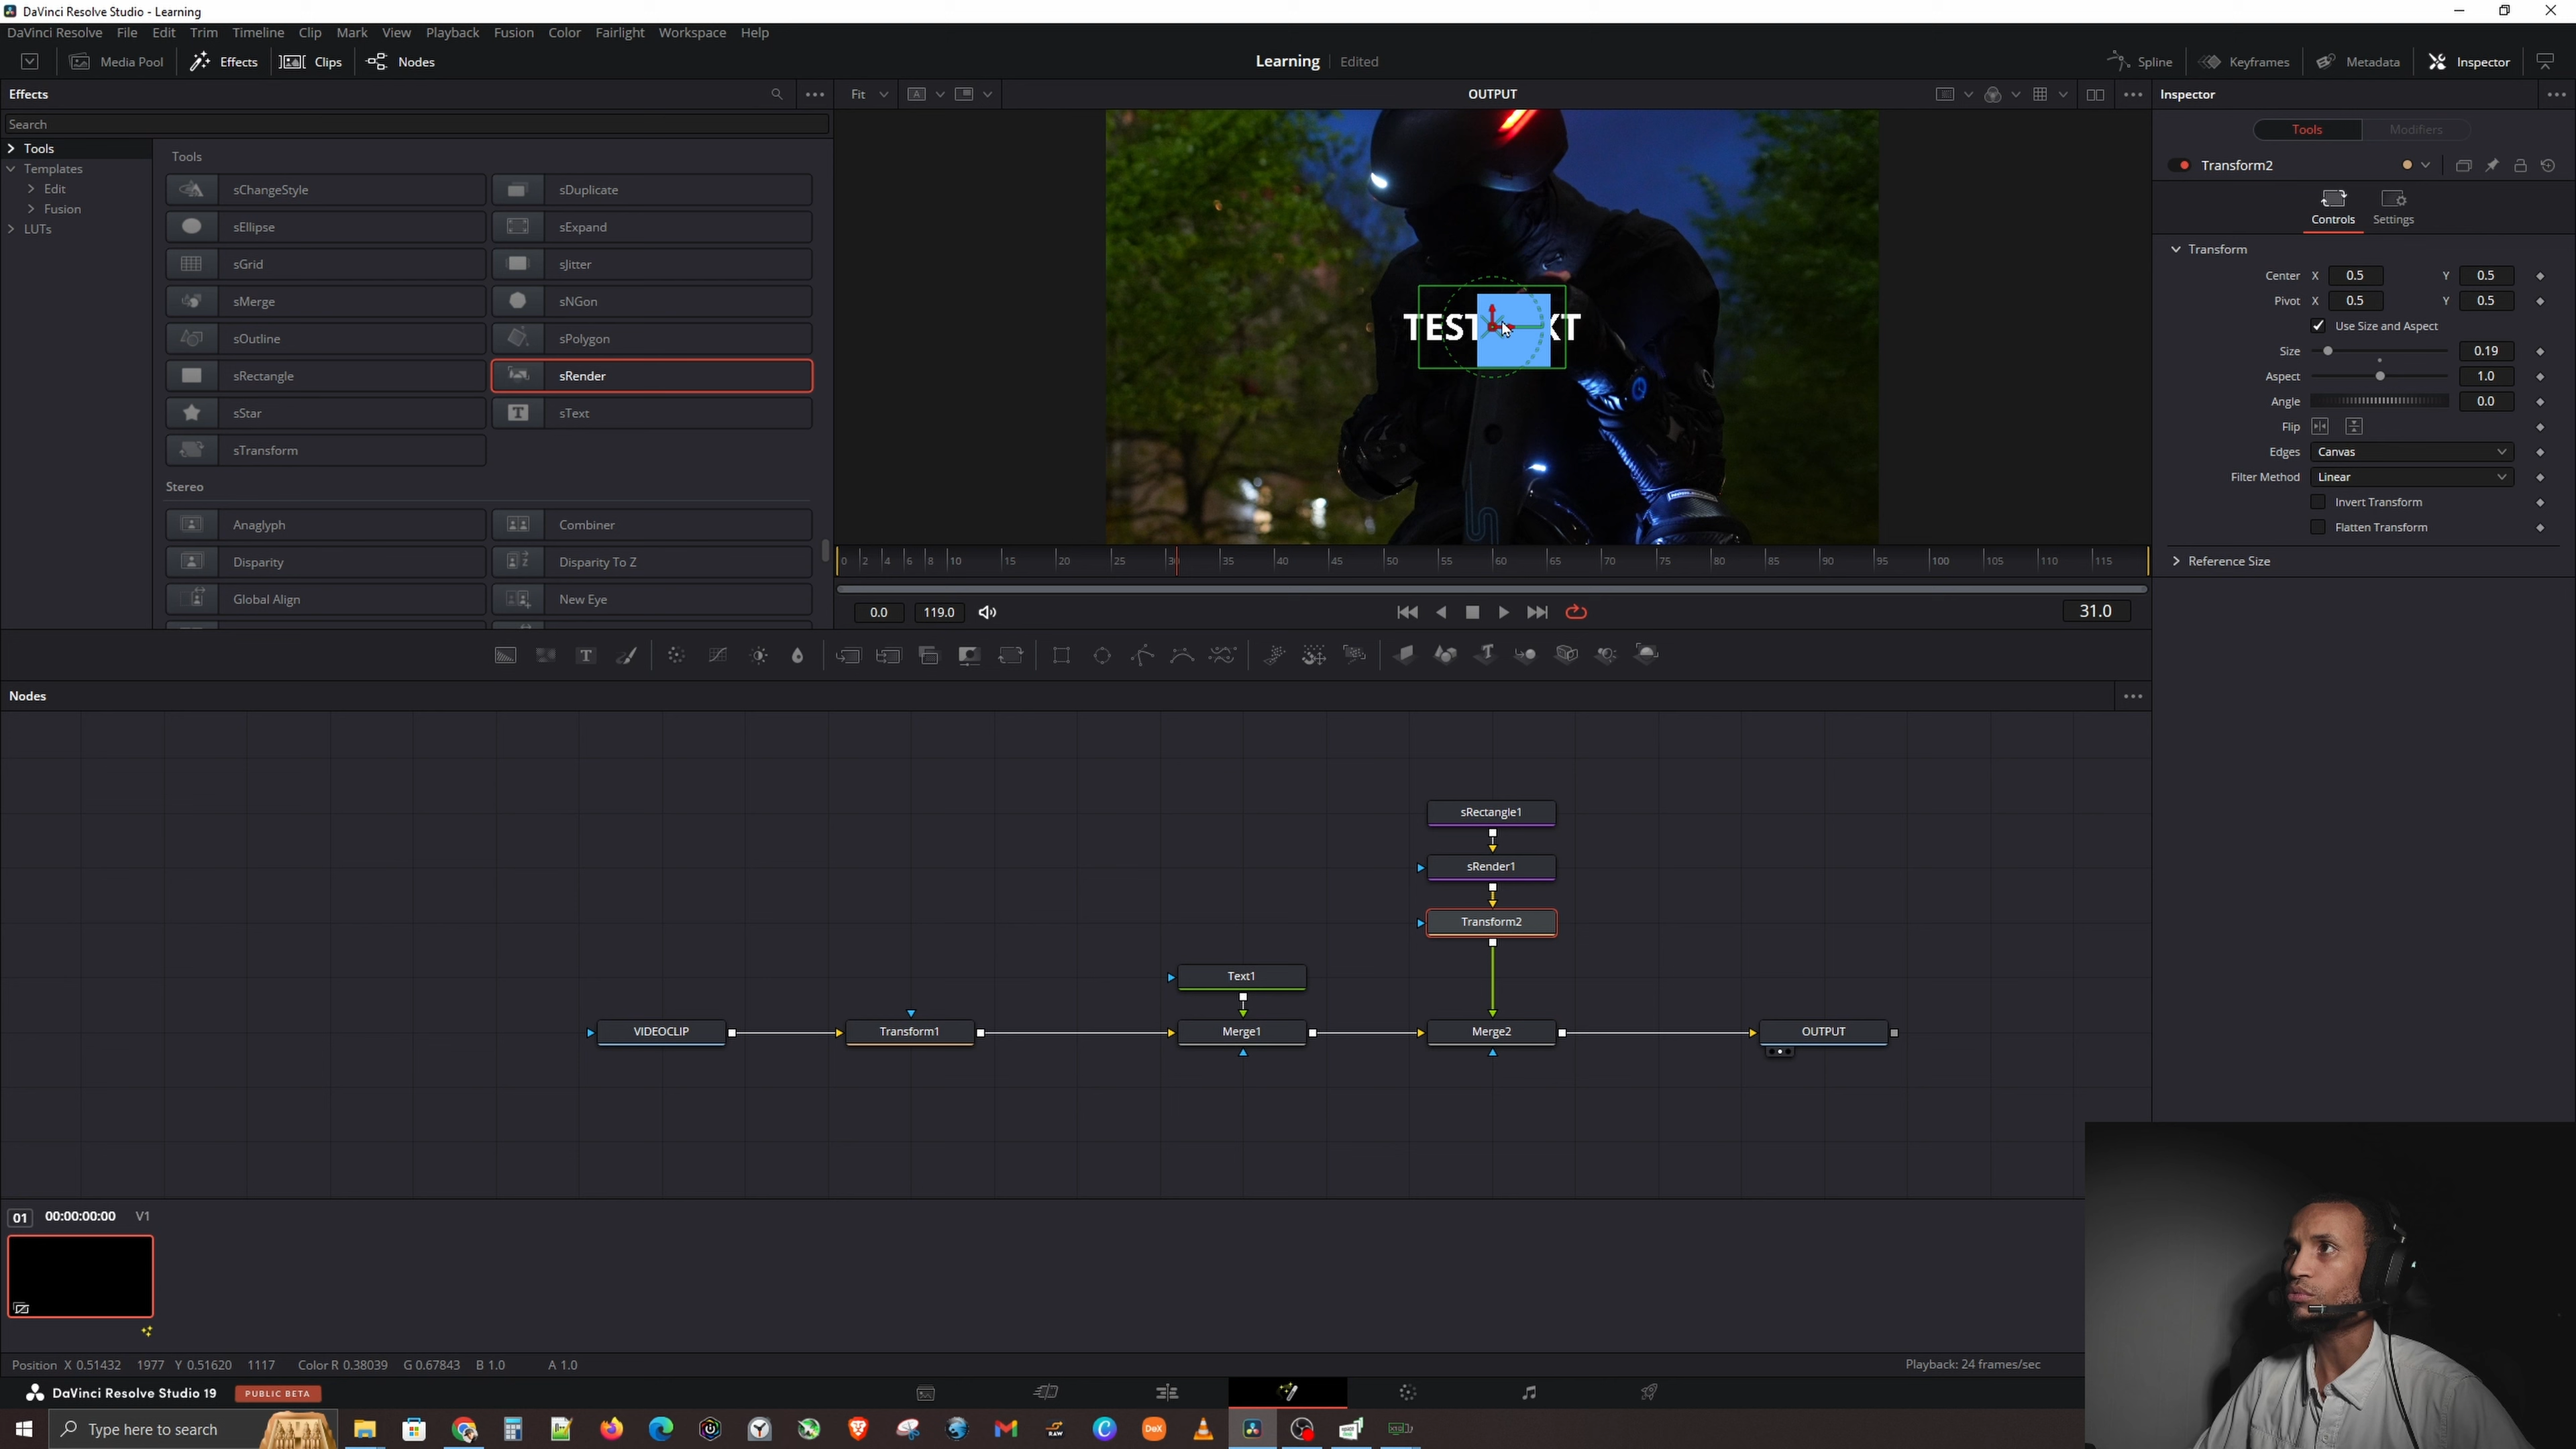 DaVinci Resolve Studio - Learning
DaVinci Resolve File Edit Trim Timeline Clip Mark View Playback Fusion Color Fairlight Workspace Help
Media Pool Effects Clips Nodes Learning Edited Spline Keyframes Metadata Inspector
Effects Fit A OUTPUT Inspector
Search
Tools Modifiers
Tools
Templates
Edit
Fusion
LUTs
Tools
sChangeStyle sDuplicate
sEllipse sExpand
sGrid sJitter
sMerge sNGon
sOutline sPolygon
sRectangle sRender
sStar T sText
sTransform
Stereo
Anaglyph Combiner
Disparity Disparity To Z
Global Align New Eye
TEST XT
0 2 4 6 8 10 15 20 25 30 35 40 45 50 55 60 65 70 75 80 85 90 95 100 105 110 115
0.0 119.0 31.0
Transform2
Controls Settings
Transform
Center X 0.5 Y 0.5
Pivot X 0.5 Y 0.5
Use Size and Aspect
Size 0.19
Aspect 1.0
Angle 0.0
Flip
Edges Canvas
Filter Method Linear
Invert Transform
Flatten Transform
Reference Size
Nodes
sRectangle1
sRender1
Transform2
Text1
VIDEOCLIP Transform1 Merge1 Merge2 OUTPUT
01 00:00:00:00 V1
Position X 0.51432 1977 Y 0.51620 1117 Color R 0.38039 G 0.67843 B 1.0 A 1.0 Playback: 24 frames/sec
DaVinci Resolve Studio 19 PUBLIC BETA
Type here to search
RAW
DeX